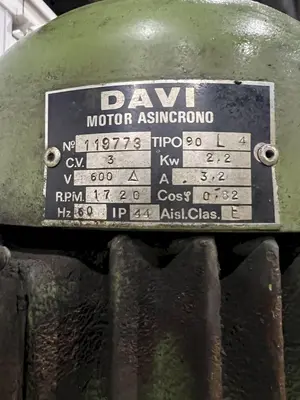 DAVI
MOTOR ASINCRONO
Nº 119773 TIPO 90 L 4
C.V. 3 Kw 2,2
V 600 Δ A 3,2
R.P.M. 1720 Cosφ 0,82
Hz 60 IP 44 Aisl.Clas. E